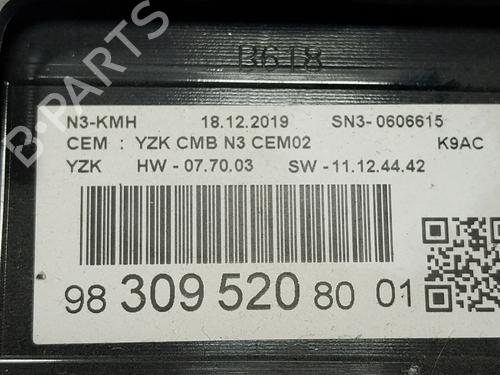 B618
N3-KMH 18.12.2019 SN3- 0606615
CEM : YZK CMB N3 CEM02 K9AC
YZK HW - 07.70.03 SW - 11.12.44.42
98 309 520 80 01
B-PARTS